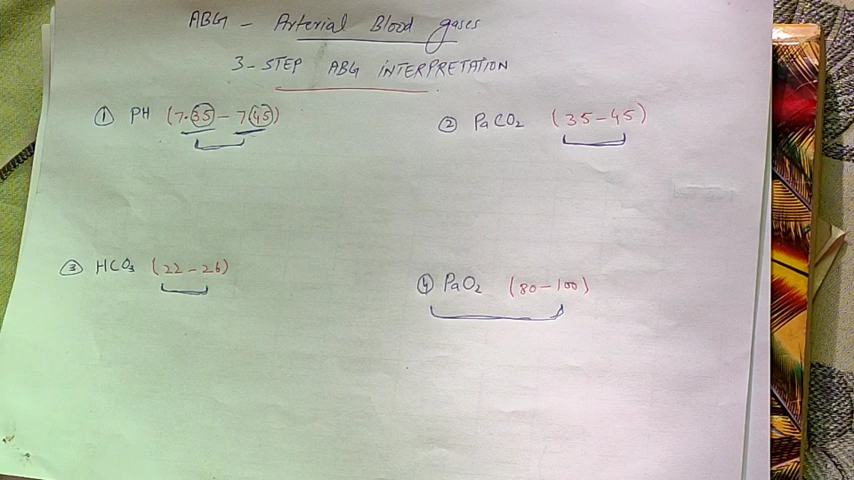 ABG - Arterial Blood gases
3-STEP ABG INTERPRETATION
① PH (7.35 - 7.45)
② PaCO₂ (35-45)
③ HCO₃ (22-26)
④ PaO₂ (80-100)